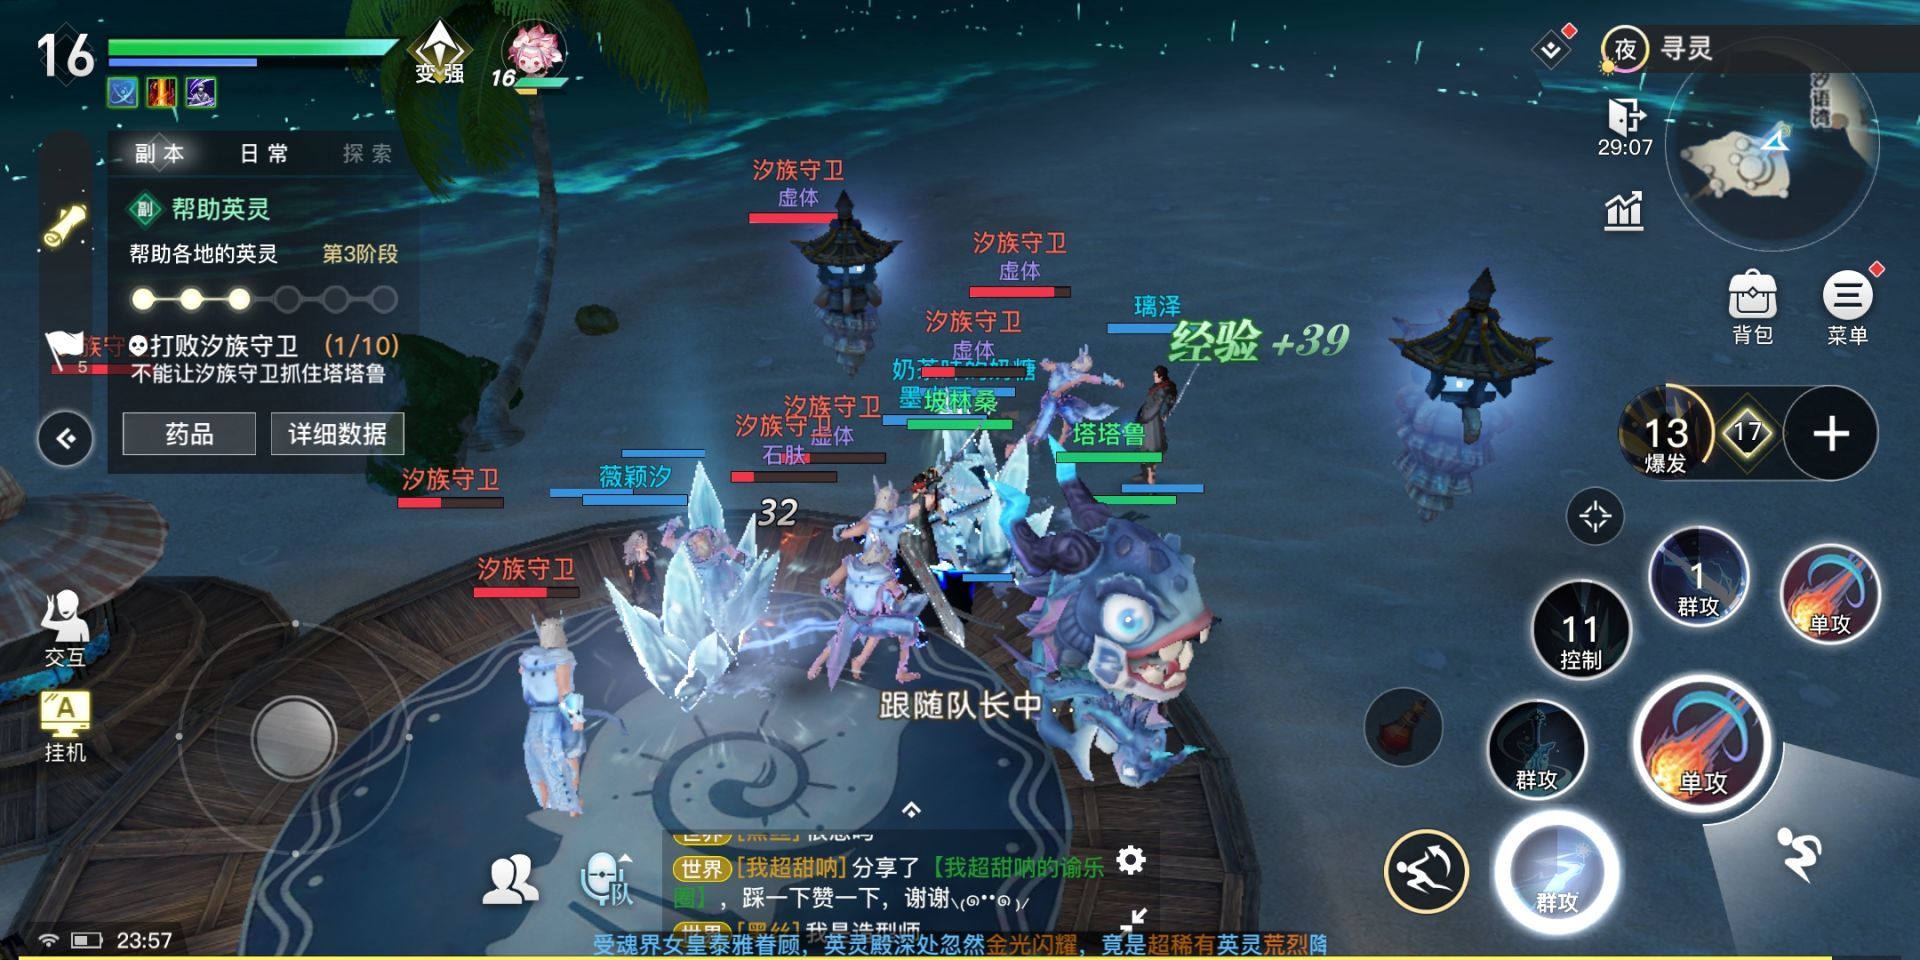 16
变强
16
夜 寻灵
汐语湾
29:07
副本 日常 探索
副 帮助英灵
帮助各地的英灵 第3阶段
打败汐族守卫 (1/10)
不能让汐族守卫抓住塔塔鲁
5
药品 详细数据
汐族守卫
虚体
汐族守卫
虚体
汐族守卫
虚体
璃泽
经验 +39
坡林桑
塔塔鲁
汐族守卫
汐族守卫
虚体
石肤
薇颖汐
汐族守卫
汐族守卫
32
背包
菜单
13
爆发
17
1
群攻
单攻
11
控制
群攻
单攻
群攻
交互
A
挂机
跟随队长中..
队
世界 [我超甜呐] 分享了【我超甜呐的谕乐圈】，踩一下赞一下，谢谢
受魂界女皇泰雅眷顾，英灵殿深处忽然金光闪耀，竟是超稀有英灵荒烈降
23:57